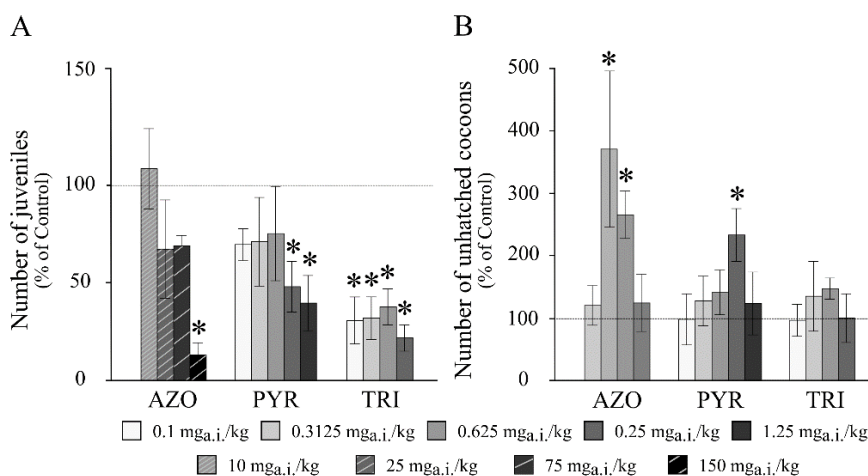 A
B
Number of juveniles
(% of Control)
150
100
50
0
* * * * * * *
AZO PYR TRI
Number of unhatched cocoons
(% of Control)
500
400
300
200
100
0
* * *
AZO PYR TRI
0.1 mga.i./kg 0.3125 mga.i./kg 0.625 mga.i./kg 0.25 mga.i./kg 1.25 mga.i./kg
10 mga.i./kg 25 mga.i./kg 75 mga.i./kg 150 mga.i./kg